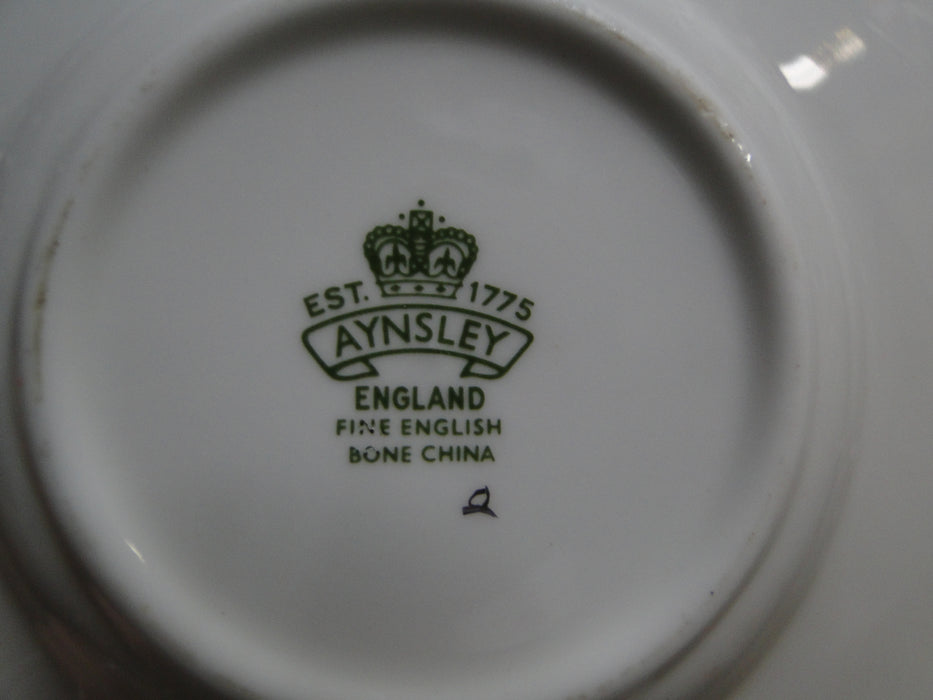 EST. 1775
AYNSLEY
ENGLAND
FINE ENGLISH
BONE CHINA